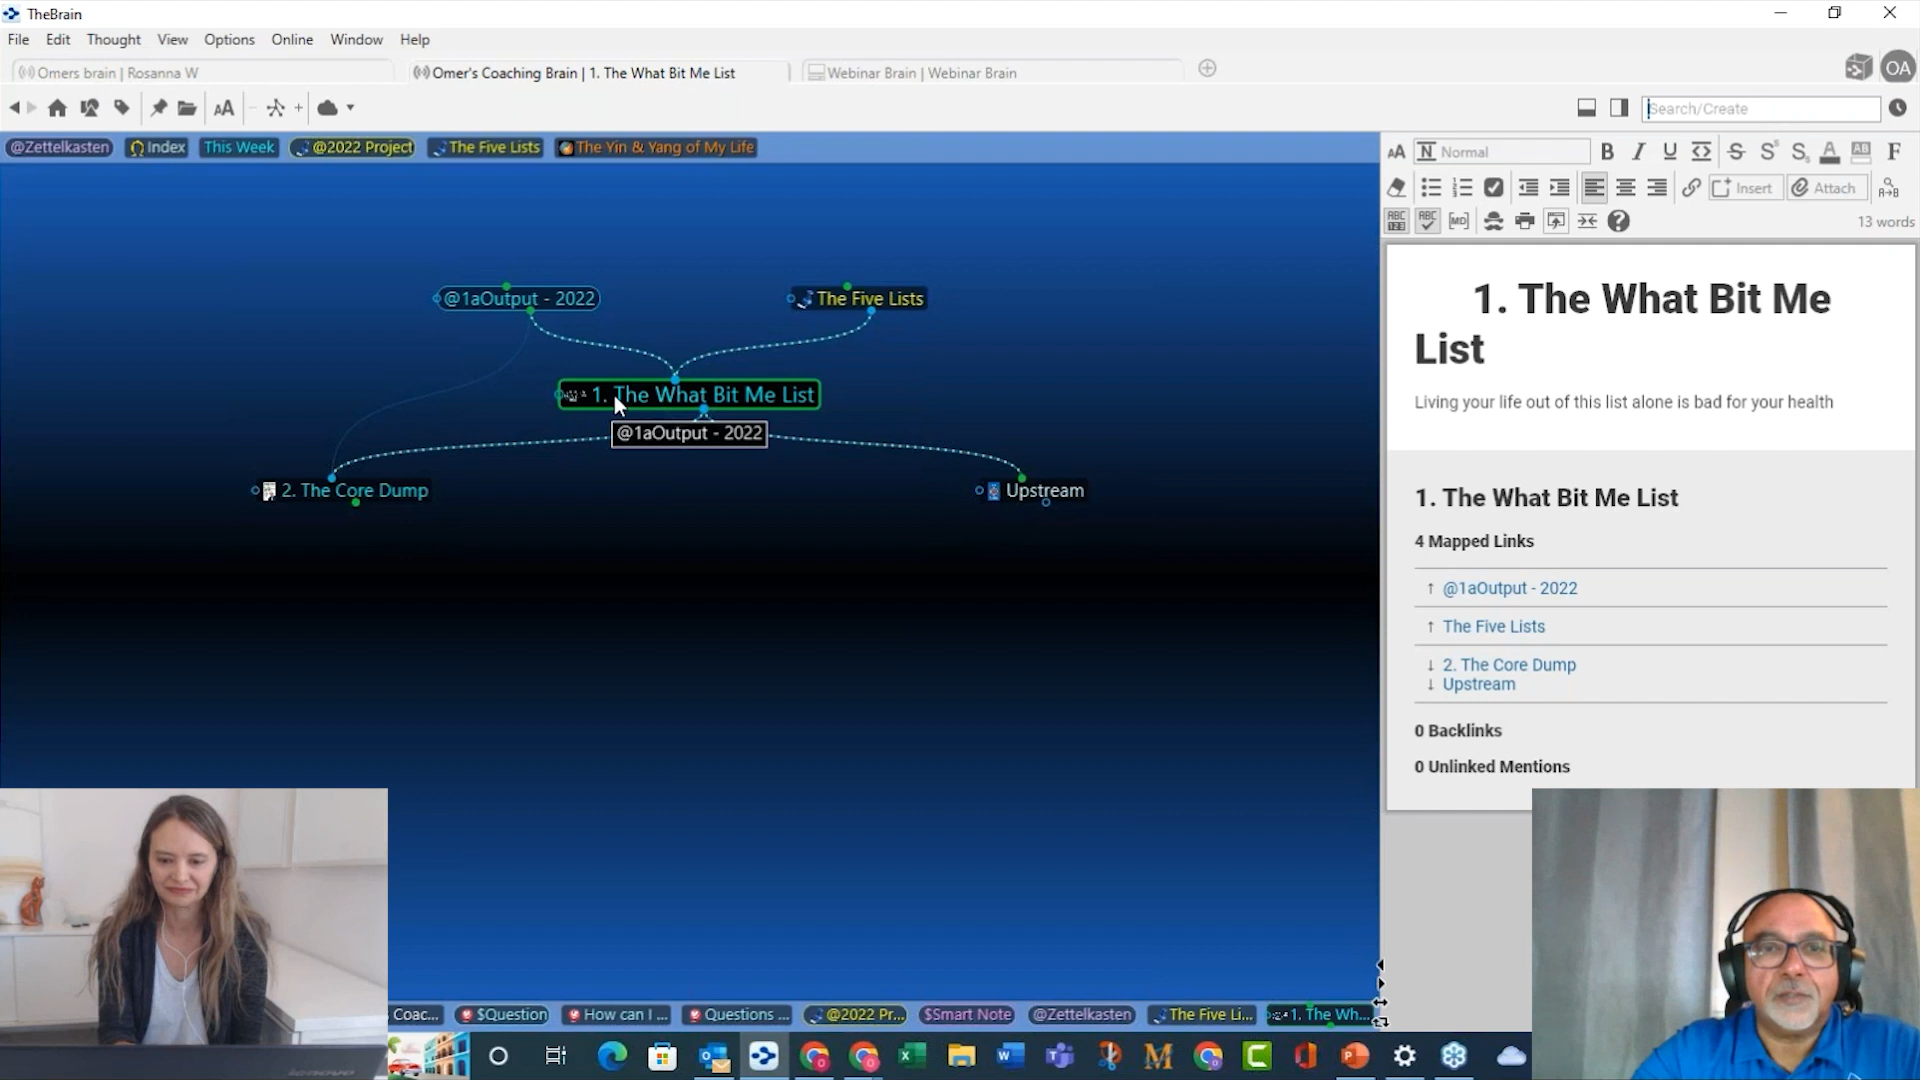 TheBrain
File Edit Thought View Options Online Window Help
Omers brain | Rosanna W
Omer's Coaching Brain | 1. The What Bit Me List
Webinar Brain | Webinar Brain
OA
Search/Create
@Zettelkasten
Index
This Week
@2022 Project
The Five Lists
The Yin & Yang of My Life
Normal
Insert
Attach
13 words
@1aOutput - 2022
The Five Lists
1. The What Bit Me List
@1aOutput - 2022
2. The Core Dump
Upstream
1. The What Bit Me
List
Living your life out of this list alone is bad for your health
1. The What Bit Me List
4 Mapped Links
↑ @1aOutput - 2022
↑ The Five Lists
↓ 2. The Core Dump
↓ Upstream
0 Backlinks
0 Unlinked Mentions
Coac...
$Question
How can I ...
Questions ...
@2022 Pr...
$Smart Note
@Zettelkasten
The Five Li...
1. The Wh...